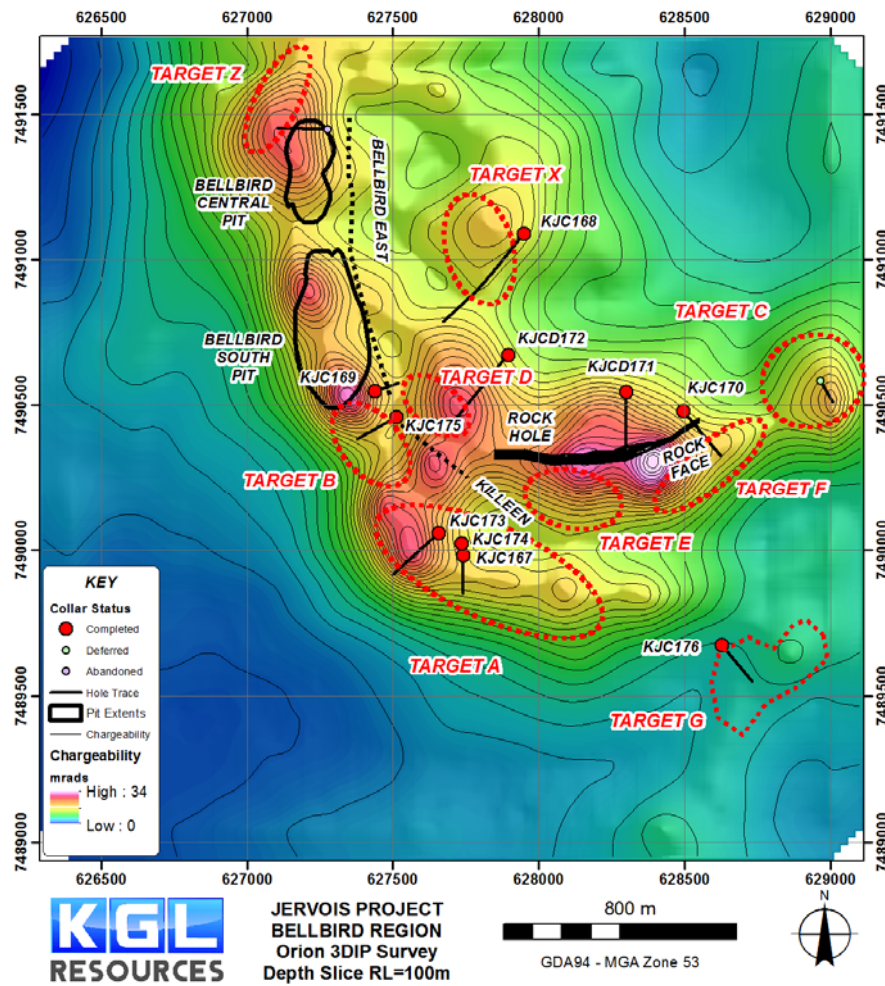 626500 627000 627500 628000 628500 629000
7491500
7491000
7490500
7490000
7489500
7489000
7491500
7491000
7490500
7490000
7489500
7489000
TARGET Z
BELLBIRD
CENTRAL
PIT
BELLBIRD EAST
TARGET X
KJC168
TARGET C
BELLBIRD
SOUTH
PIT
KJCD172
KJC169
TARGET D
KJCD171
KJC170
KJC175
ROCK
HOLE
ROCK
FACE
TARGET B
KILLEEN
TARGET F
KJC173
KJC174
KJC167
TARGET E
TARGET A
KJC176
TARGET G
KEY
Collar Status
Completed
Deferred
Abandoned
Hole Trace
Pit Extents
Chargeability
Chargeability
mrads
High : 34
Low : 0
626500 627000 627500 628000 628500 629000
KGL
RESOURCES
JERVOIS PROJECT
BELLBIRD REGION
Orion 3DIP Survey
Depth Slice RL=100m
800 m
GDA94 - MGA Zone 53
N